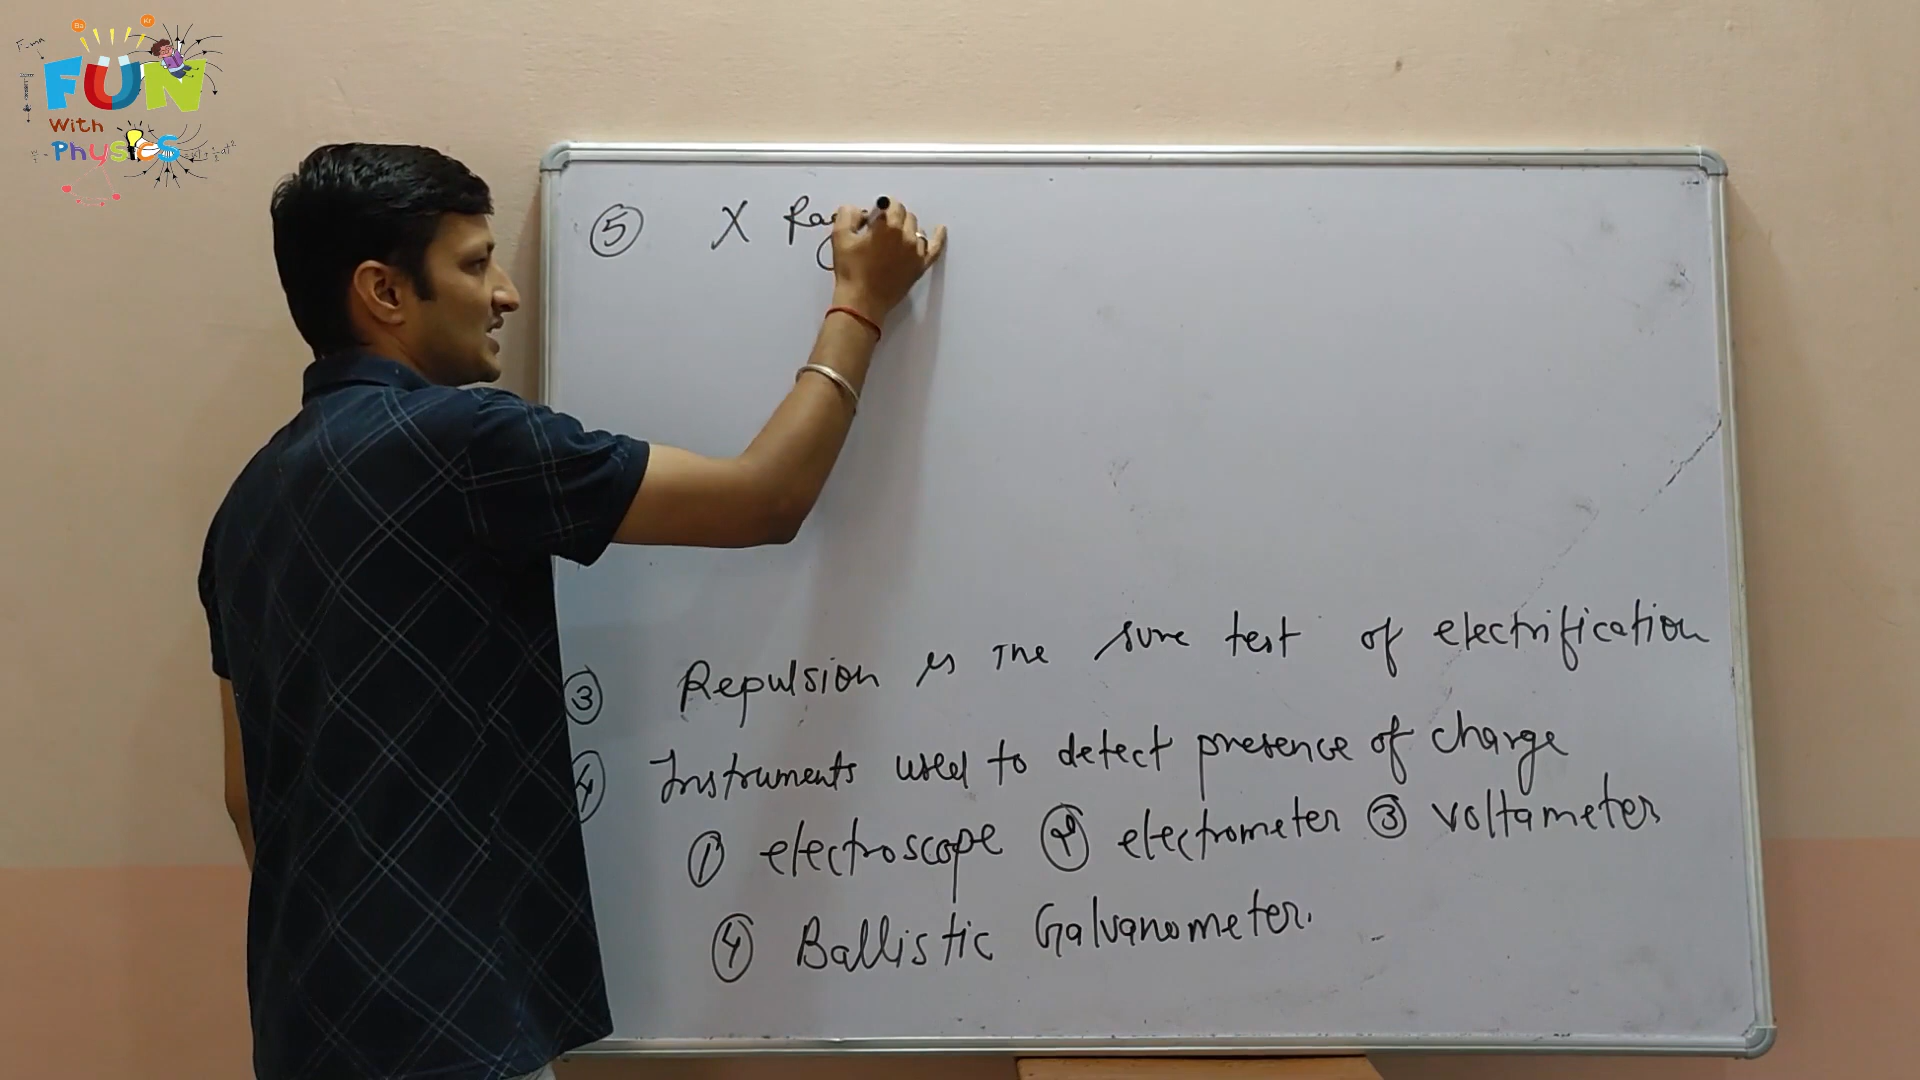 FUN
With
Physics
⑤ X Ray
③ Repulsion is the sure test of electrification
④ Instruments used to detect presence of charge
① electroscope ② electrometer ③ voltameter
④ Ballistic Galvanometer.